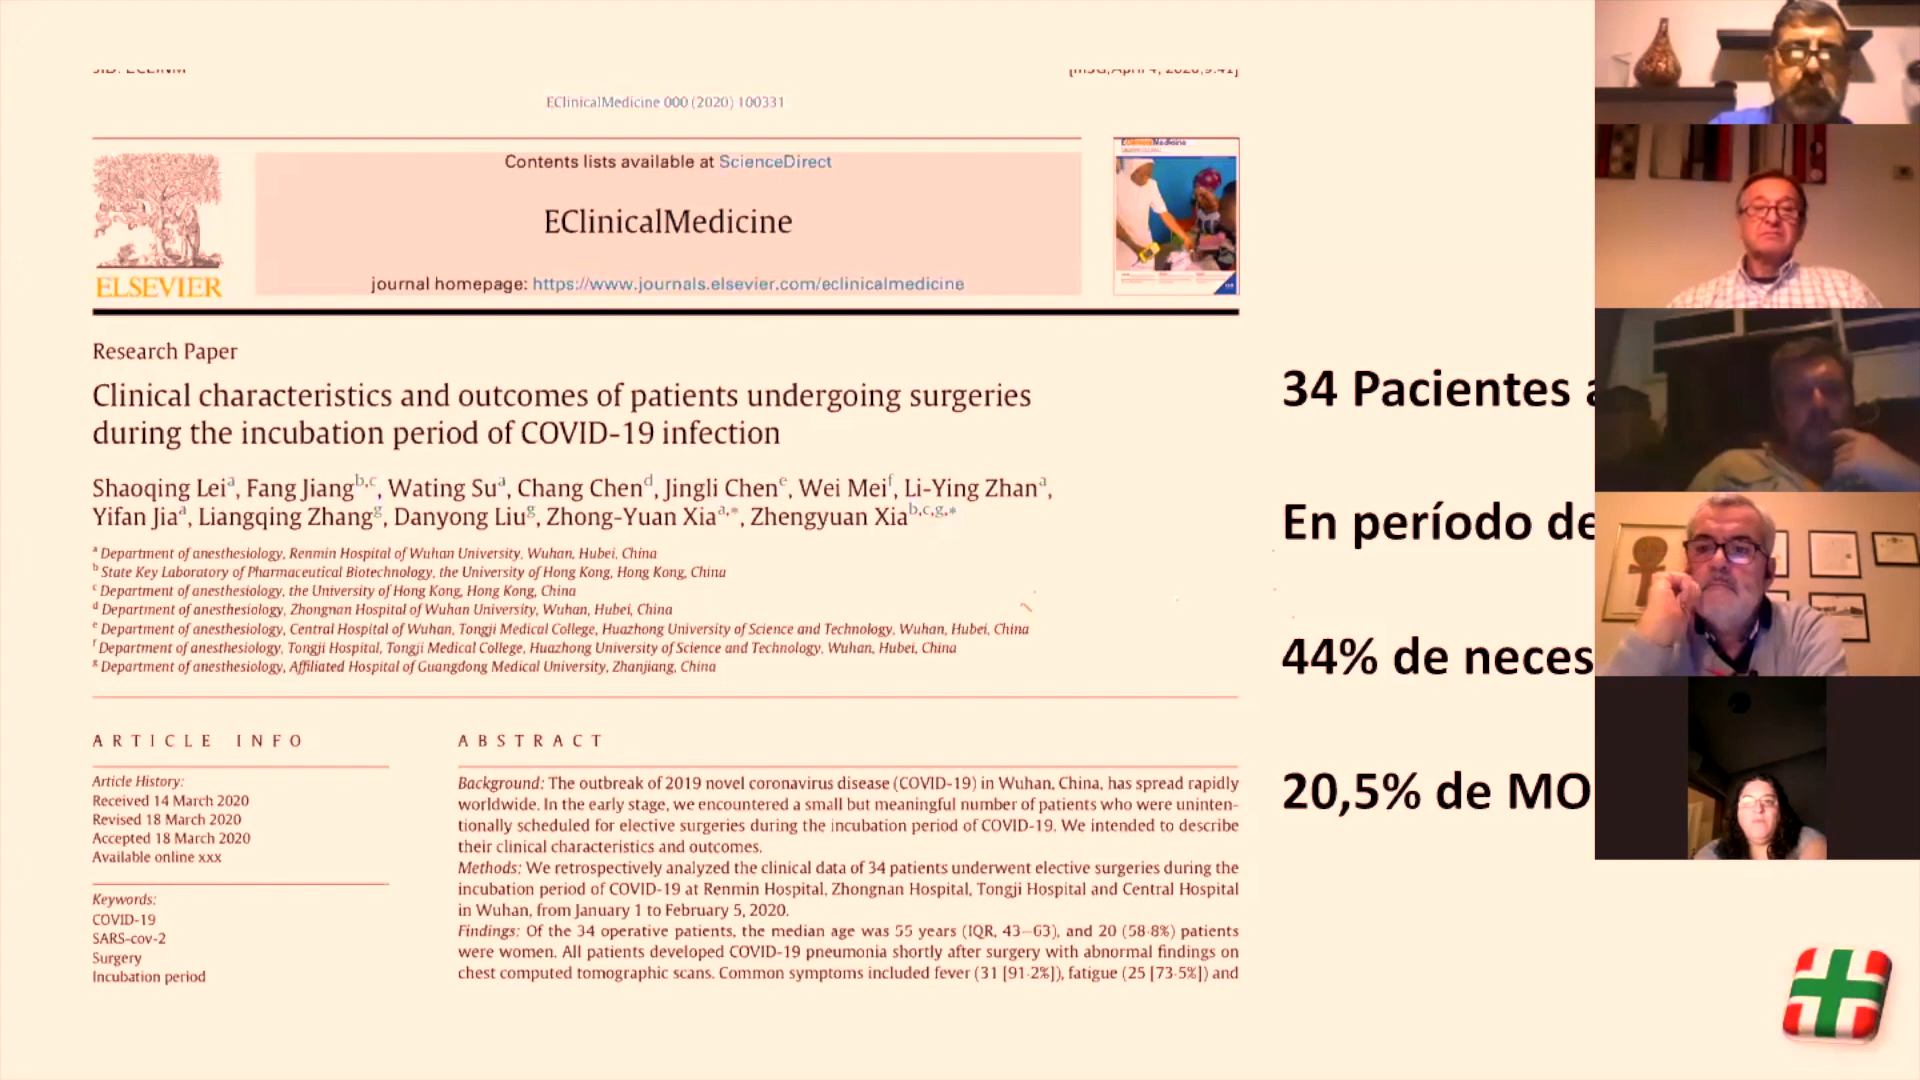 EClinicalMedicine 000 (2020) 100331
Contents lists available at ScienceDirect
EClinicalMedicine
journal homepage: https://www.journals.elsevier.com/eclinicalmedicine
ELSEVIER
EClinicalMedicine
Research Paper
Clinical characteristics and outcomes of patients undergoing surgeries
during the incubation period of COVID-19 infection
Shaoqing Leiᵃ, Fang Jiangᵇ,ᶜ, Wating Suᵃ, Chang Chenᵈ, Jingli Chenᵉ, Wei Meiᶠ, Li-Ying Zhanᵃ,
Yifan Jiaᵃ, Liangqing Zhangᵍ, Danyong Liuᵍ, Zhong-Yuan Xiaᵃ,*, Zhengyuan Xiaᵇ,ᶜ,ᵍ,*
ᵃ Department of anesthesiology, Renmin Hospital of Wuhan University, Wuhan, Hubei, China
ᵇ State Key Laboratory of Pharmaceutical Biotechnology, the University of Hong Kong, Hong Kong, China
ᶜ Department of anesthesiology, the University of Hong Kong, Hong Kong, China
ᵈ Department of anesthesiology, Zhongnan Hospital of Wuhan University, Wuhan, Hubei, China
ᵉ Department of anesthesiology, Central Hospital of Wuhan, Tongji Medical College, Huazhong University of Science and Technology, Wuhan, Hubei, China
ᶠ Department of anesthesiology, Tongji Hospital, Tongji Medical College, Huazhong University of Science and Technology, Wuhan, Hubei, China
ᵍ Department of anesthesiology, Affiliated Hospital of Guangdong Medical University, Zhanjiang, China
ARTICLE INFO
Article History:
Received 14 March 2020
Revised 18 March 2020
Accepted 18 March 2020
Available online xxx
Keywords:
COVID-19
SARS-cov-2
Surgery
Incubation period
ABSTRACT
Background: The outbreak of 2019 novel coronavirus disease (COVID-19) in Wuhan, China, has spread rapidly
worldwide. In the early stage, we encountered a small but meaningful number of patients who were uninten-
tionally scheduled for elective surgeries during the incubation period of COVID-19. We intended to describe
their clinical characteristics and outcomes.
Methods: We retrospectively analyzed the clinical data of 34 patients underwent elective surgeries during the
incubation period of COVID-19 at Renmin Hospital, Zhongnan Hospital, Tongji Hospital and Central Hospital
in Wuhan, from January 1 to February 5, 2020.
Findings: Of the 34 operative patients, the median age was 55 years (IQR, 43–63), and 20 (58·8%) patients
were women. All patients developed COVID-19 pneumonia shortly after surgery with abnormal findings on
chest computed tomographic scans. Common symptoms included fever (31 [91·2%]), fatigue (25 [73·5%]) and
34 Pacientes
En período de
44% de neces
20,5% de MO